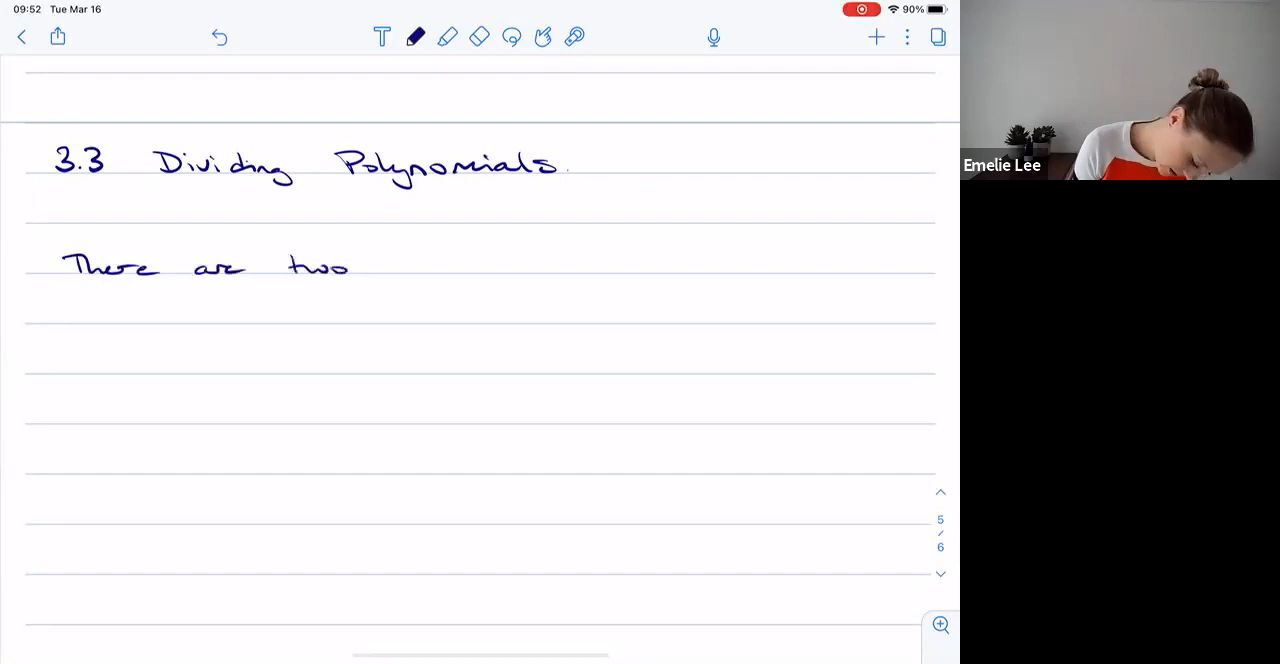 09:52 Tue Mar 16
90%
T
3.3 Dividing Polynomials.
There are two
Emelie Lee
5
/
6